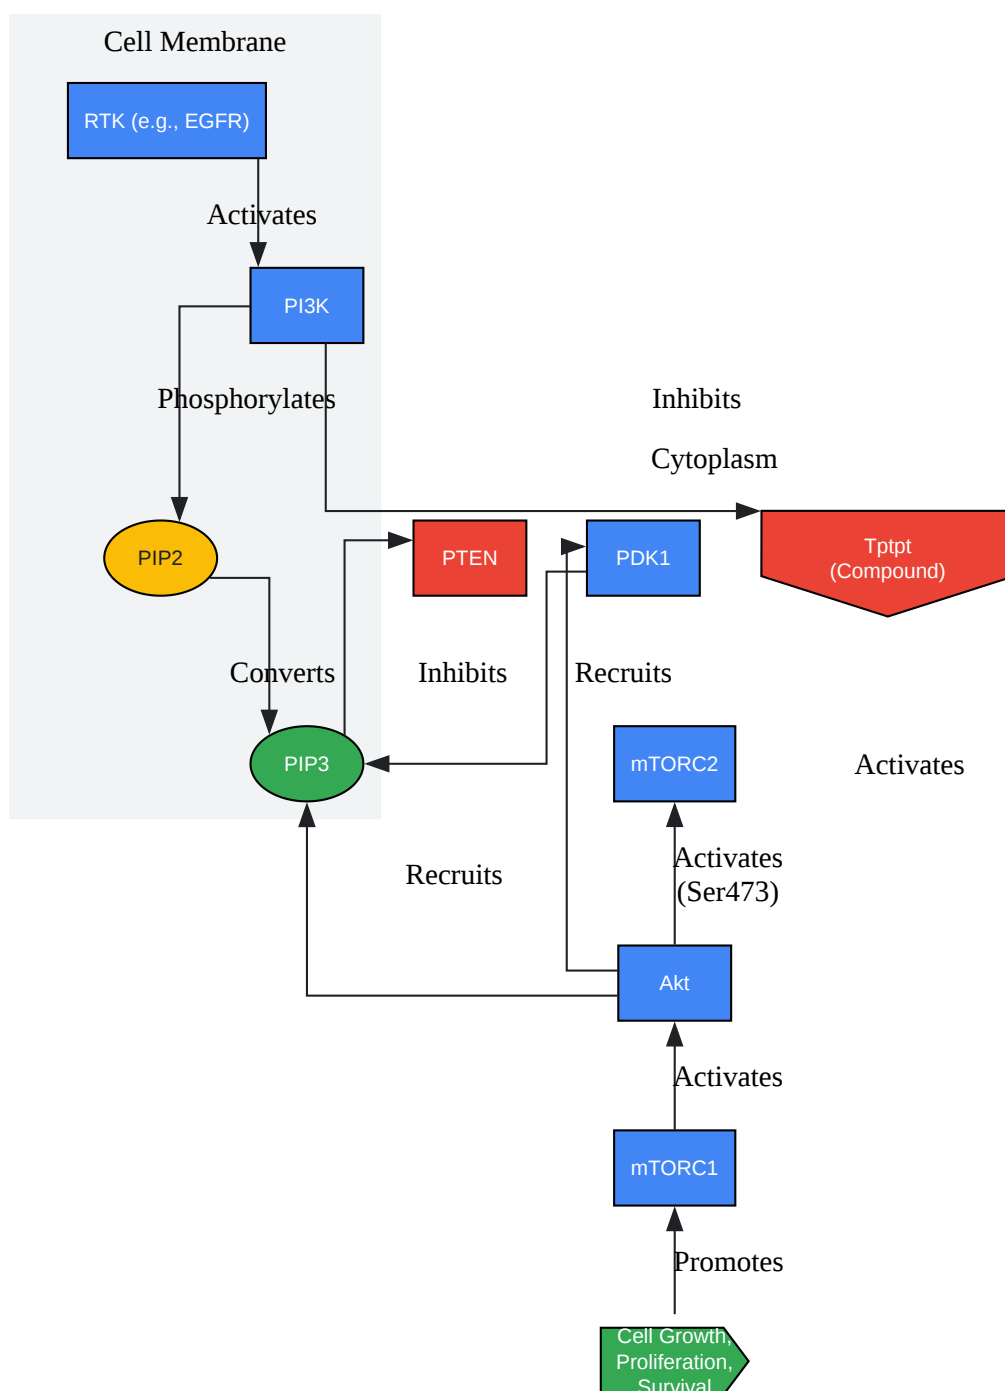 Cell Membrane
RTK (e.g., EGFR)
Activates
PI3K
Phosphorylates
Inhibits
Cytoplasm
PIP2
PTEN
PDK1
Tptpt
(Compound)
Converts
Inhibits
Recruits
PIP3
mTORC2
Activates
Activates
(Ser473)
Recruits
Akt
Activates
mTORC1
Promotes
Cell Growth,
Proliferation,
Survival